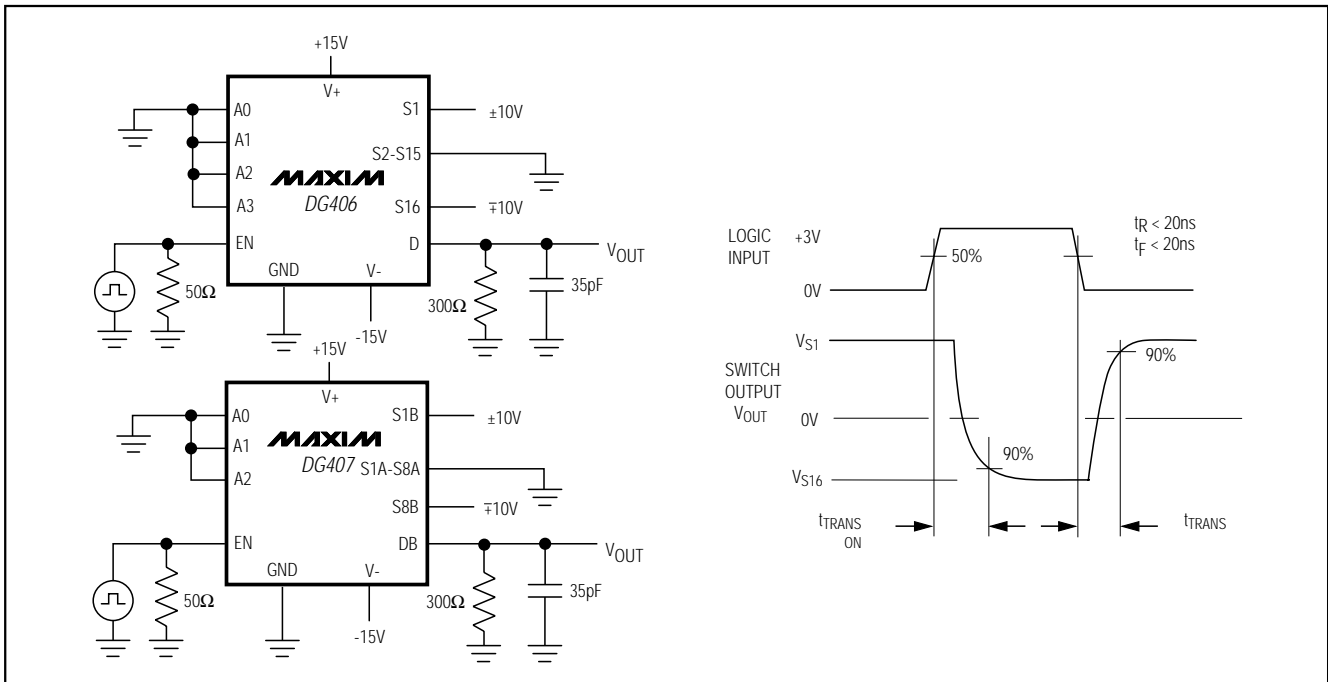 +15V
V+
A0
A1
A2
A3
EN
GND
V-
S1
S2-S15
S16
D
MAXIM
DG406
±10V
∓10V
VOUT
50Ω
-15V
300Ω
35pF
+15V
V+
A0
A1
A2
EN
GND
V-
S1B
S1A-S8A
S8B
DB
MAXIM
DG407
±10V
∓10V
VOUT
50Ω
-15V
300Ω
35pF
LOGIC
INPUT
+3V
0V
50%
tR < 20ns
tF < 20ns
SWITCH
OUTPUT
VOUT
VS1
0V
VS16
90%
90%
tTRANS
ON
tTRANS